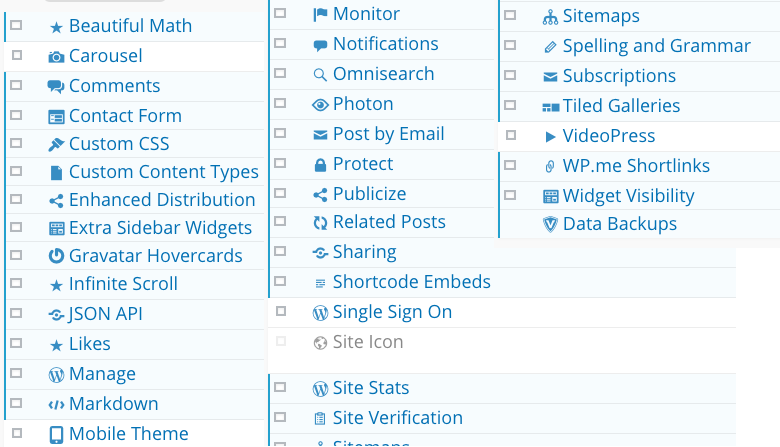 Beautiful Math
Carousel
Comments
Contact Form
Custom CSS
Custom Content Types
Enhanced Distribution
Extra Sidebar Widgets
Gravatar Hovercards
Infinite Scroll
JSON API
Likes
Manage
Markdown
Mobile Theme
Monitor
Notifications
Omnisearch
Photon
Post by Email
Protect
Publicize
Related Posts
Sharing
Shortcode Embeds
Single Sign On
Site Icon
Site Stats
Site Verification
Sitemaps
Sitemaps
Spelling and Grammar
Subscriptions
Tiled Galleries
VideoPress
WP.me Shortlinks
Widget Visibility
Data Backups